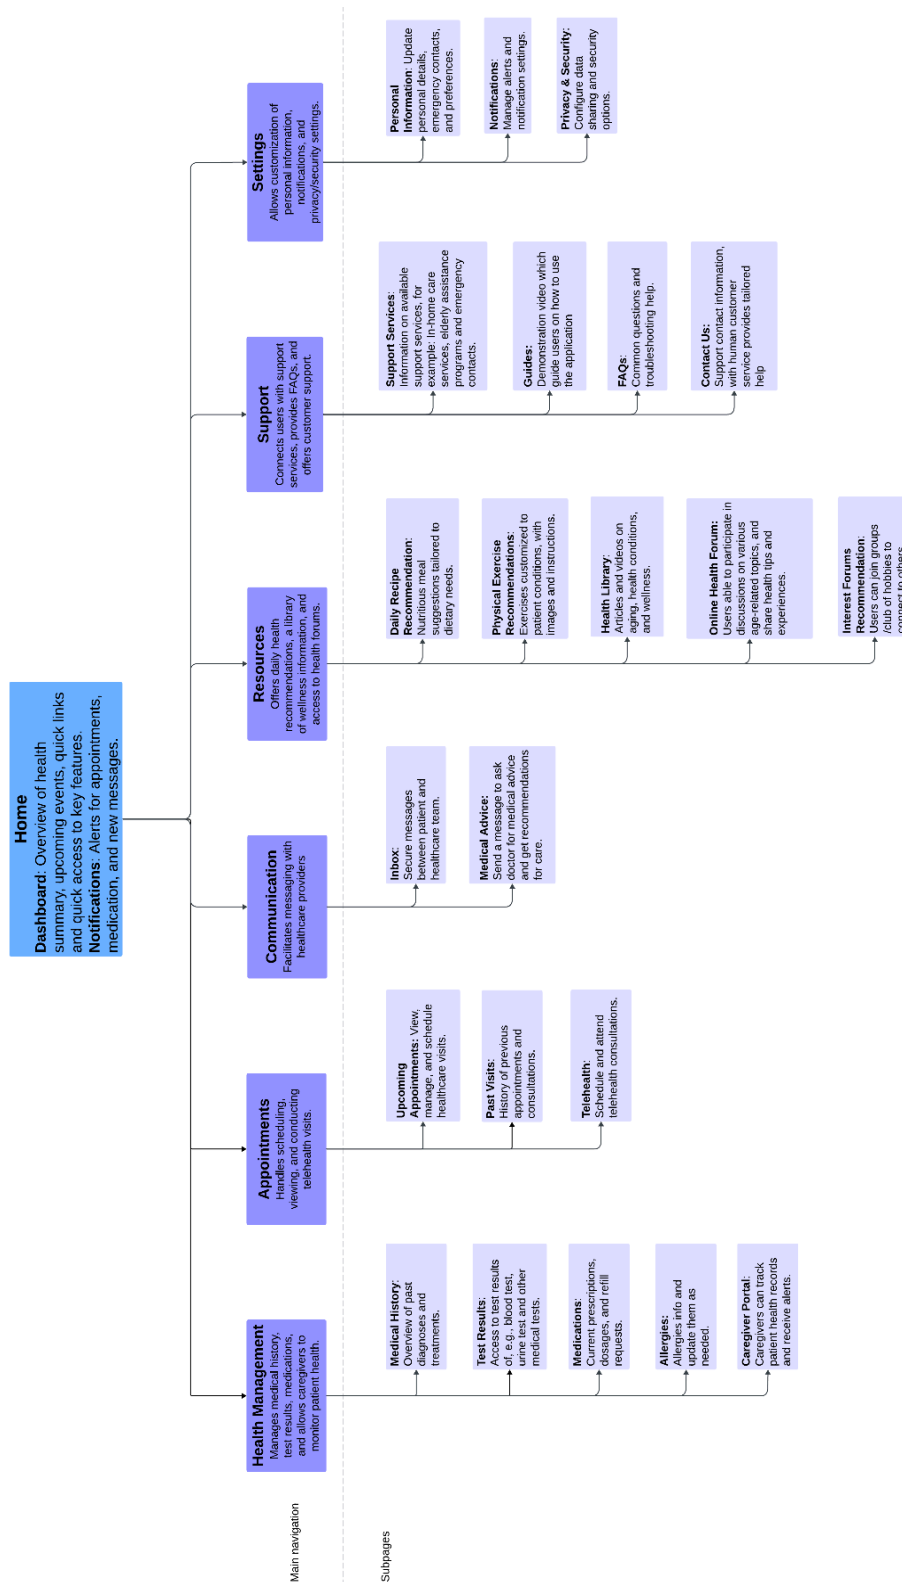 Home
Dashboard: Overview of health
summary, upcoming events, quick links
and quick access to key features.
Notifications: Alerts for appointments,
medication, and new messages.
Main navigation
Health Management
Manages medical history,
test results, medications,
and allows caregivers to
monitor patient health.
Appointments
Handles scheduling,
viewing, and conducting
telehealth visits.
Communication
Facilitates messaging with
healthcare providers
Resources
Offers daily health
recommendations, a library
of wellness information, and
access to health forums.
Support
Connects users with support
services, provides FAQs, and
offers customer support.
Settings
Allows customization of
personal information,
notifications, and
privacy/security settings.
Subpages
Medical History:
Overview of past
diagnoses and
treatments.
Test Results:
Access to test results
of, e.g., blood test,
urine test and other
medical tests.
Medications:
Current prescriptions,
dosages, and refill
requests.
Allergies:
Allergies info and
update them as
needed.
Caregiver Portal:
Caregivers can track
patient health records
and receive alerts.
Upcoming
Appointments: View,
manage, and schedule
healthcare visits.
Past Visits:
History of previous
appointments and
consultations.
Telehealth:
Schedule and attend
telehealth consultations.
Inbox:
Secure messages
between patient and
healthcare team.
Medical Advice:
Send a message to ask
doctor for medical advice
and get recommendations
for care.
Daily Recipe
Recommendation:
Nutritious meal
suggestions tailored to
dietary needs.
Physical Exercise
Recommendations:
Exercises customized to
patient conditions, with
images and instructions.
Health Library:
Articles and videos on
aging, health conditions,
and wellness.
Online Health Forum:
Users able to participate in
discussions on various
age-related topics, and
share health tips and
experiences.
Interest Forums
Recommendation:
Users can join groups
/club of hobbies to
connect to others
Support Services:
Information on available
support services, for
example: In-home care
services, elderly assistance
programs and emergency
contacts.
Guides:
Demonstration video which
guide users on how to use
the application
FAQs:
Common questions and
troubleshooting help.
Contact Us:
Support contact information,
with human customer
service provides tailored
help
Personal
Information: Update
personal details,
emergency contacts,
and preferences.
Notifications:
Manage alerts and
notification settings.
Privacy & Security:
Configure data
sharing and security
options.